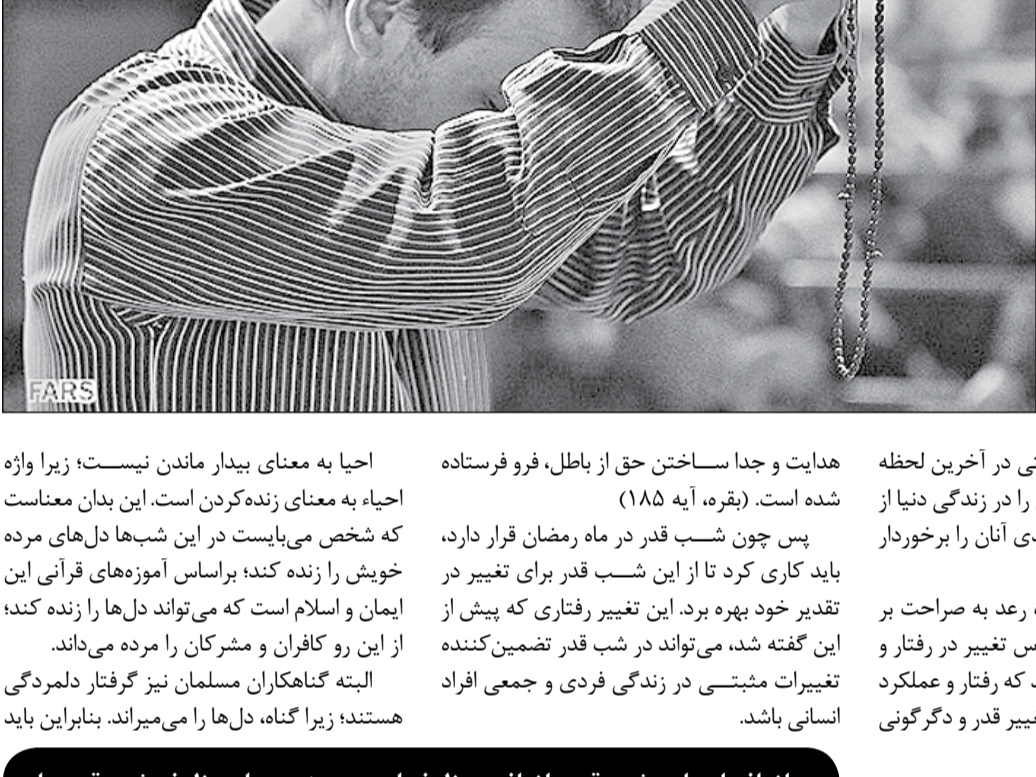 FARS
ـی در آخرین لحظه
را در زندگی دنیا از
دی آنان را برخوردار
رعد به صراحت بر
س تغییر در رفتار و
که رفتار و عملکرد
ییر قدر و دگرگونی
هدایت و جدا ساختن حق از باطل، فرو فرستاده
شده است. (بقره، آیه ۱۸۵)
پس چون شب قدر در ماه رمضان قرار دارد،
باید کاری کرد تا از این شب قدر برای تغییر در
تقدیر خود بهره برد. این تغییر رفتاری که پیش از
این گفته شد، می‌تواند در شب قدر تضمین‌کننده
تغییرات مثبتی در زندگی فردی و جمعی افراد
انسانی باشد.
احیا به معنای بیدار ماندن نیست؛ زیرا واژه
احیاء به معنای زنده‌کردن است. این بدان معناست
که شخص می‌بایست در این شب‌ها دل‌های مرده
خویش را زنده کند؛ براساس آموزه‌های قرآنی این
ایمان و اسلام است که می‌تواند دل‌ها را زنده کند؛
از این رو کافران و مشرکان را مرده می‌داند.
البته گناهکاران مسلمان نیز گرفتار دلمردگی
هستند؛ زیرا گناه، دل‌ها را می‌میراند. بنابراین باید